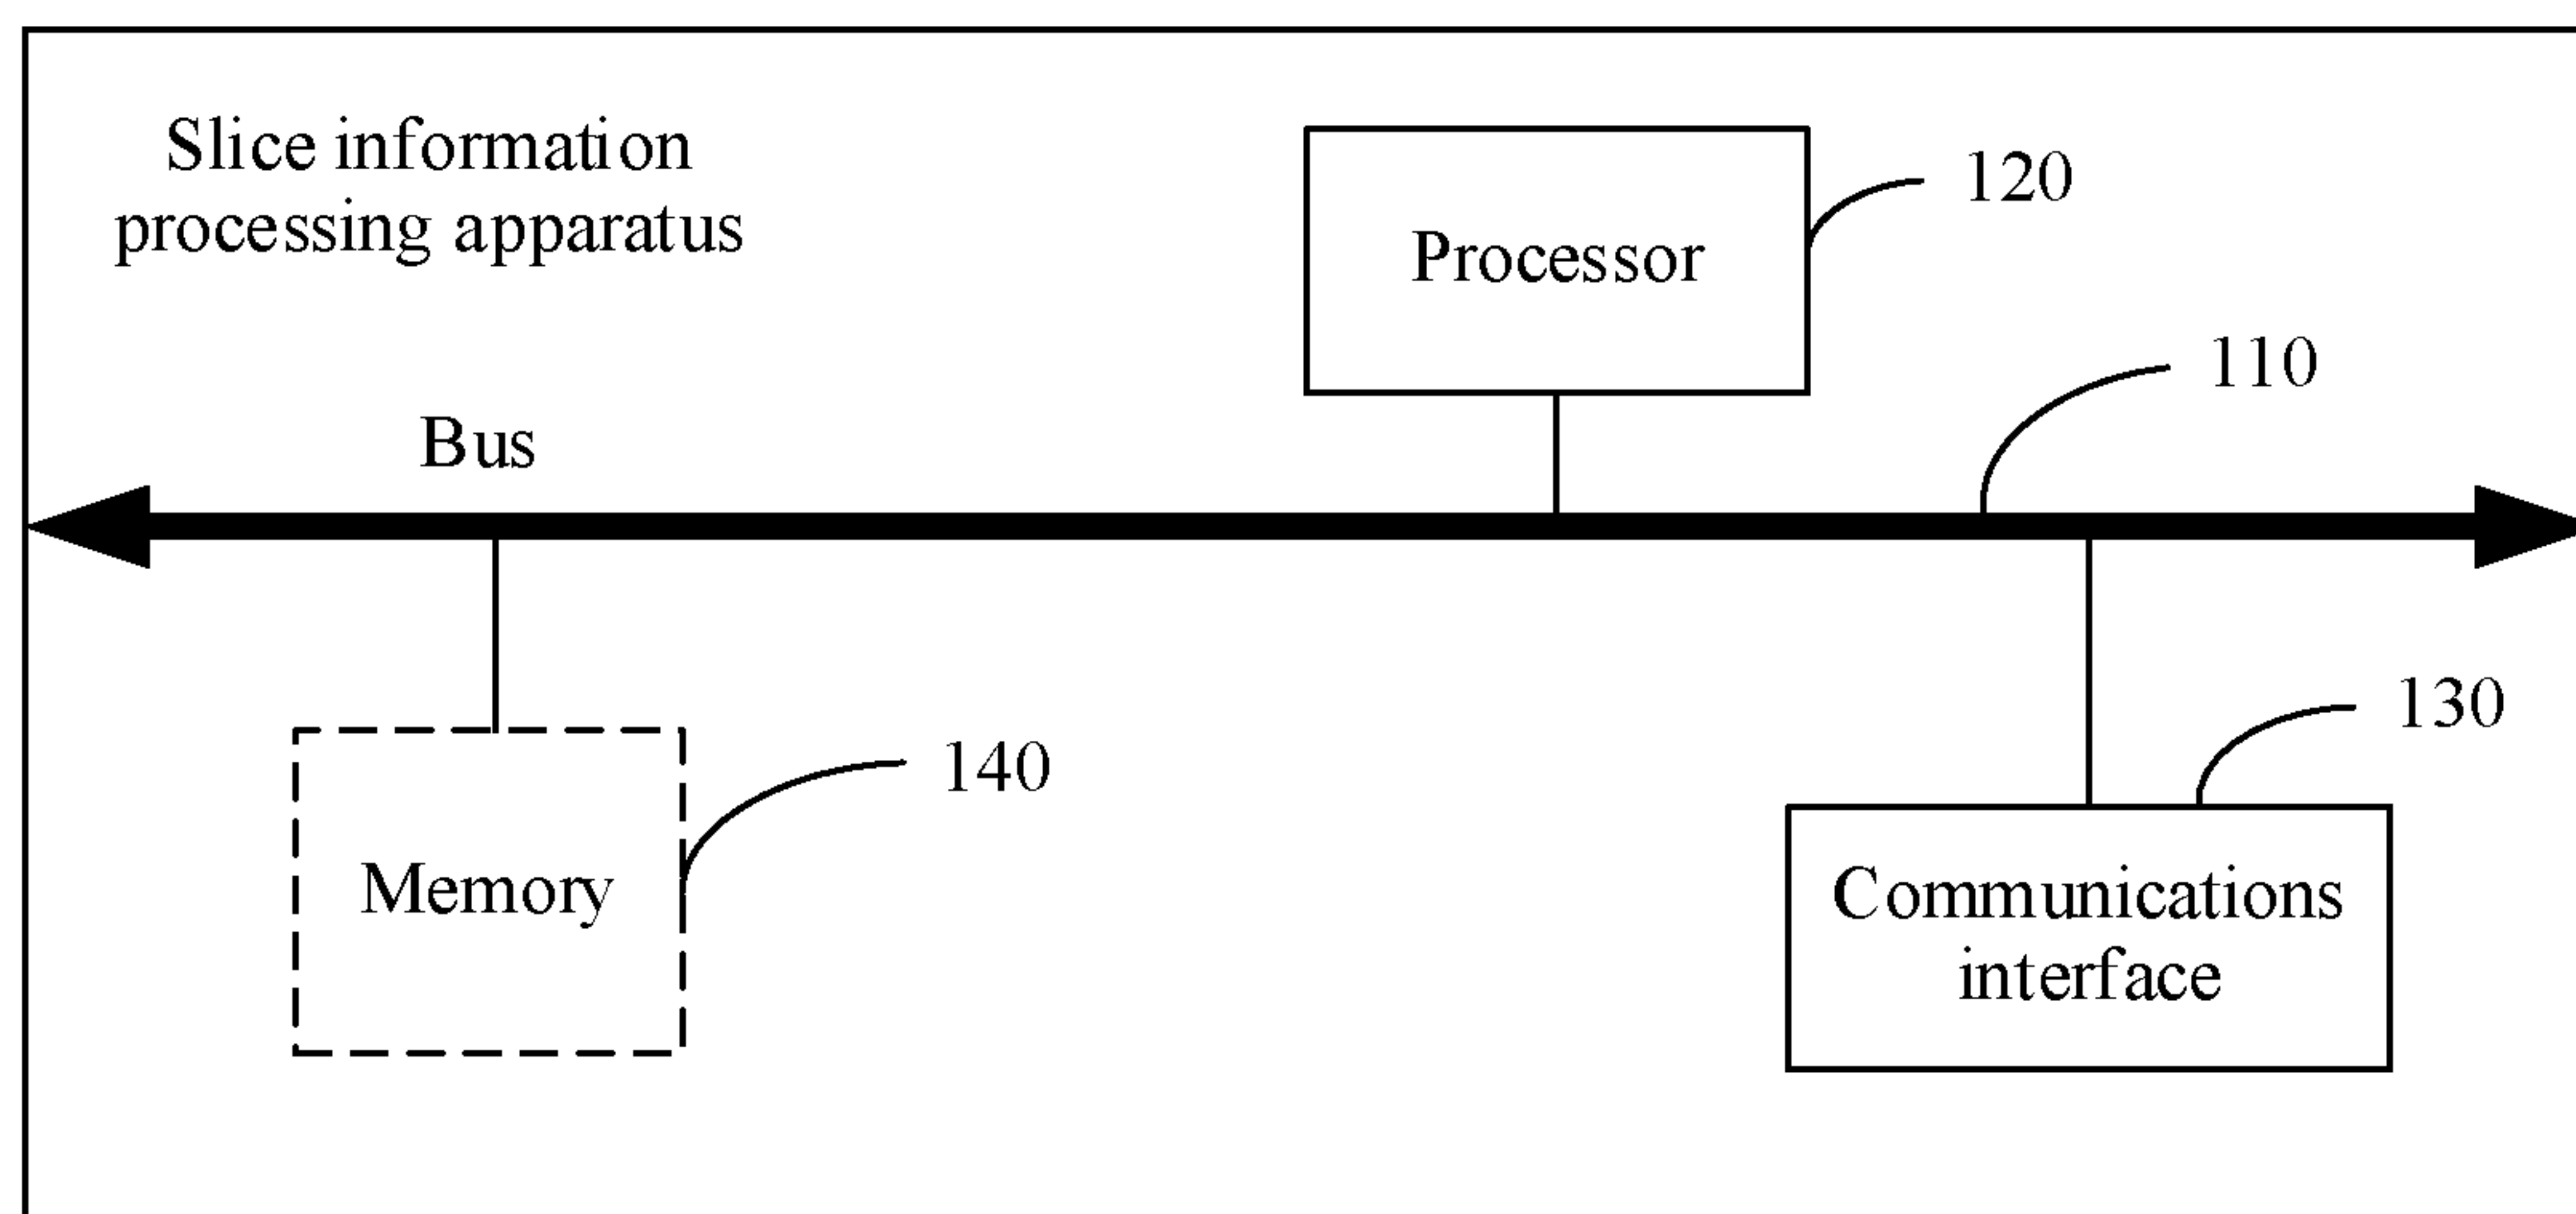 Slice information
processing apparatus
Processor
120
110
Bus
140
Memory
130
Communications
interface